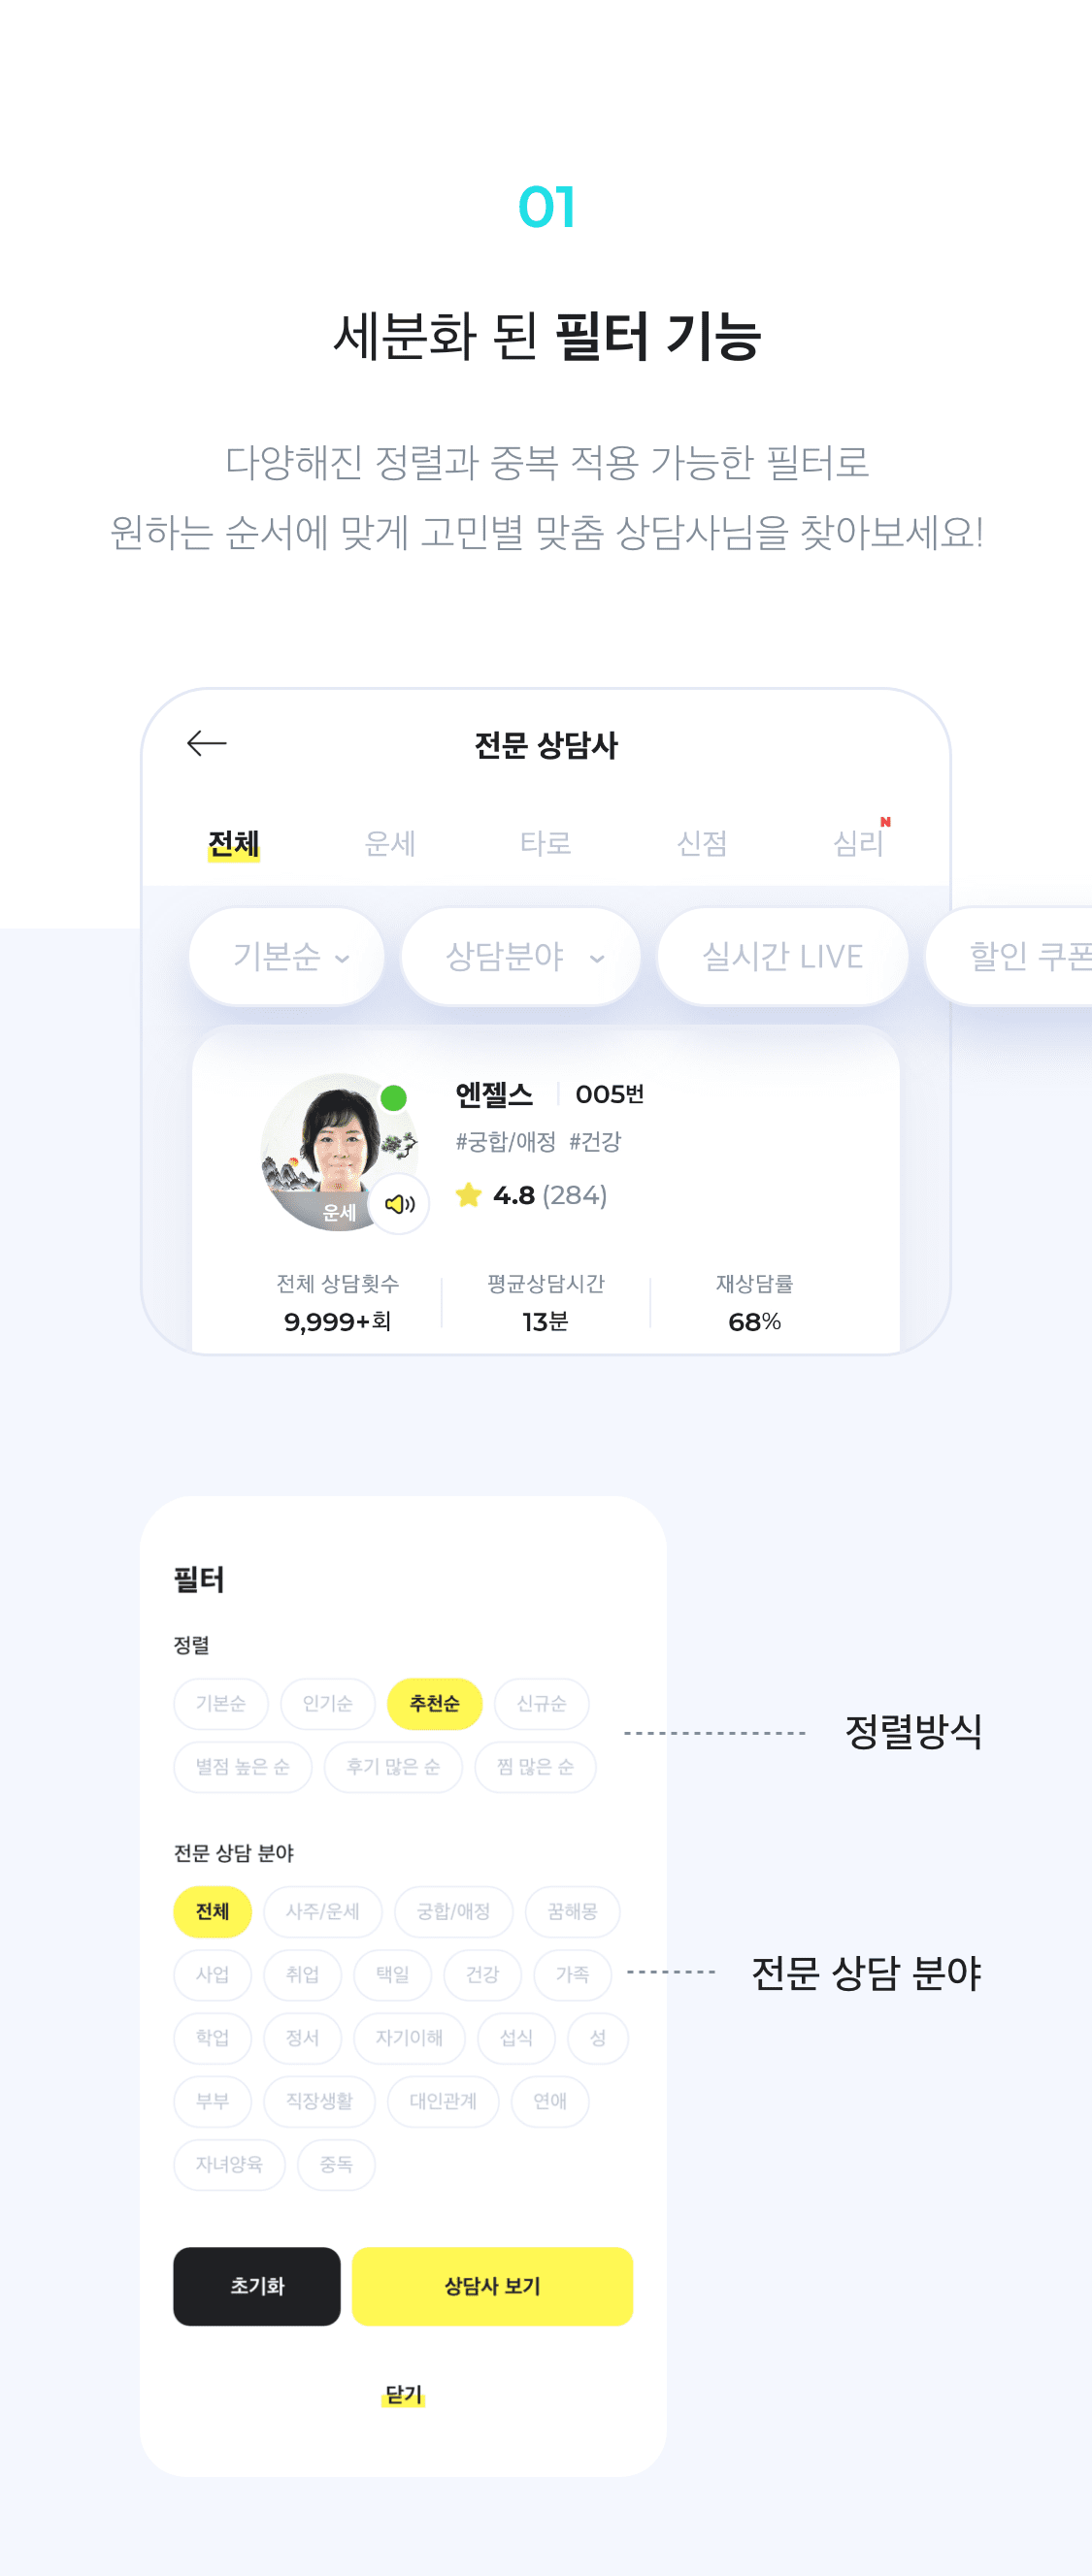 01
세분화 된 필터 기능
다양해진 정렬과 중복 적용 가능한 필터로
원하는 순서에 맞게 고민별 맞춤 상담사님을 찾아보세요!
전문 상담사
전체 운세 타로 신점 심리 N
기본순 상담분야 실시간 LIVE 할인 쿠폰
엔젤스 005번
#궁합/애정 #건강
4.8 (284)
운세
전체 상담횟수 평균상담시간 재상담률
9,999+회 13분 68%
필터
정렬
기본순 인기순 추천순 신규순
별점 높은 순 후기 많은 순 찜 많은 순
정렬방식
전문 상담 분야
전체 사주/운세 궁합/애정 꿈해몽
사업 취업 택일 건강 가족
전문 상담 분야
학업 정서 자기이해 섭식 성
부부 직장생활 대인관계 연애
자녀양육 중독
초기화 상담사 보기
닫기